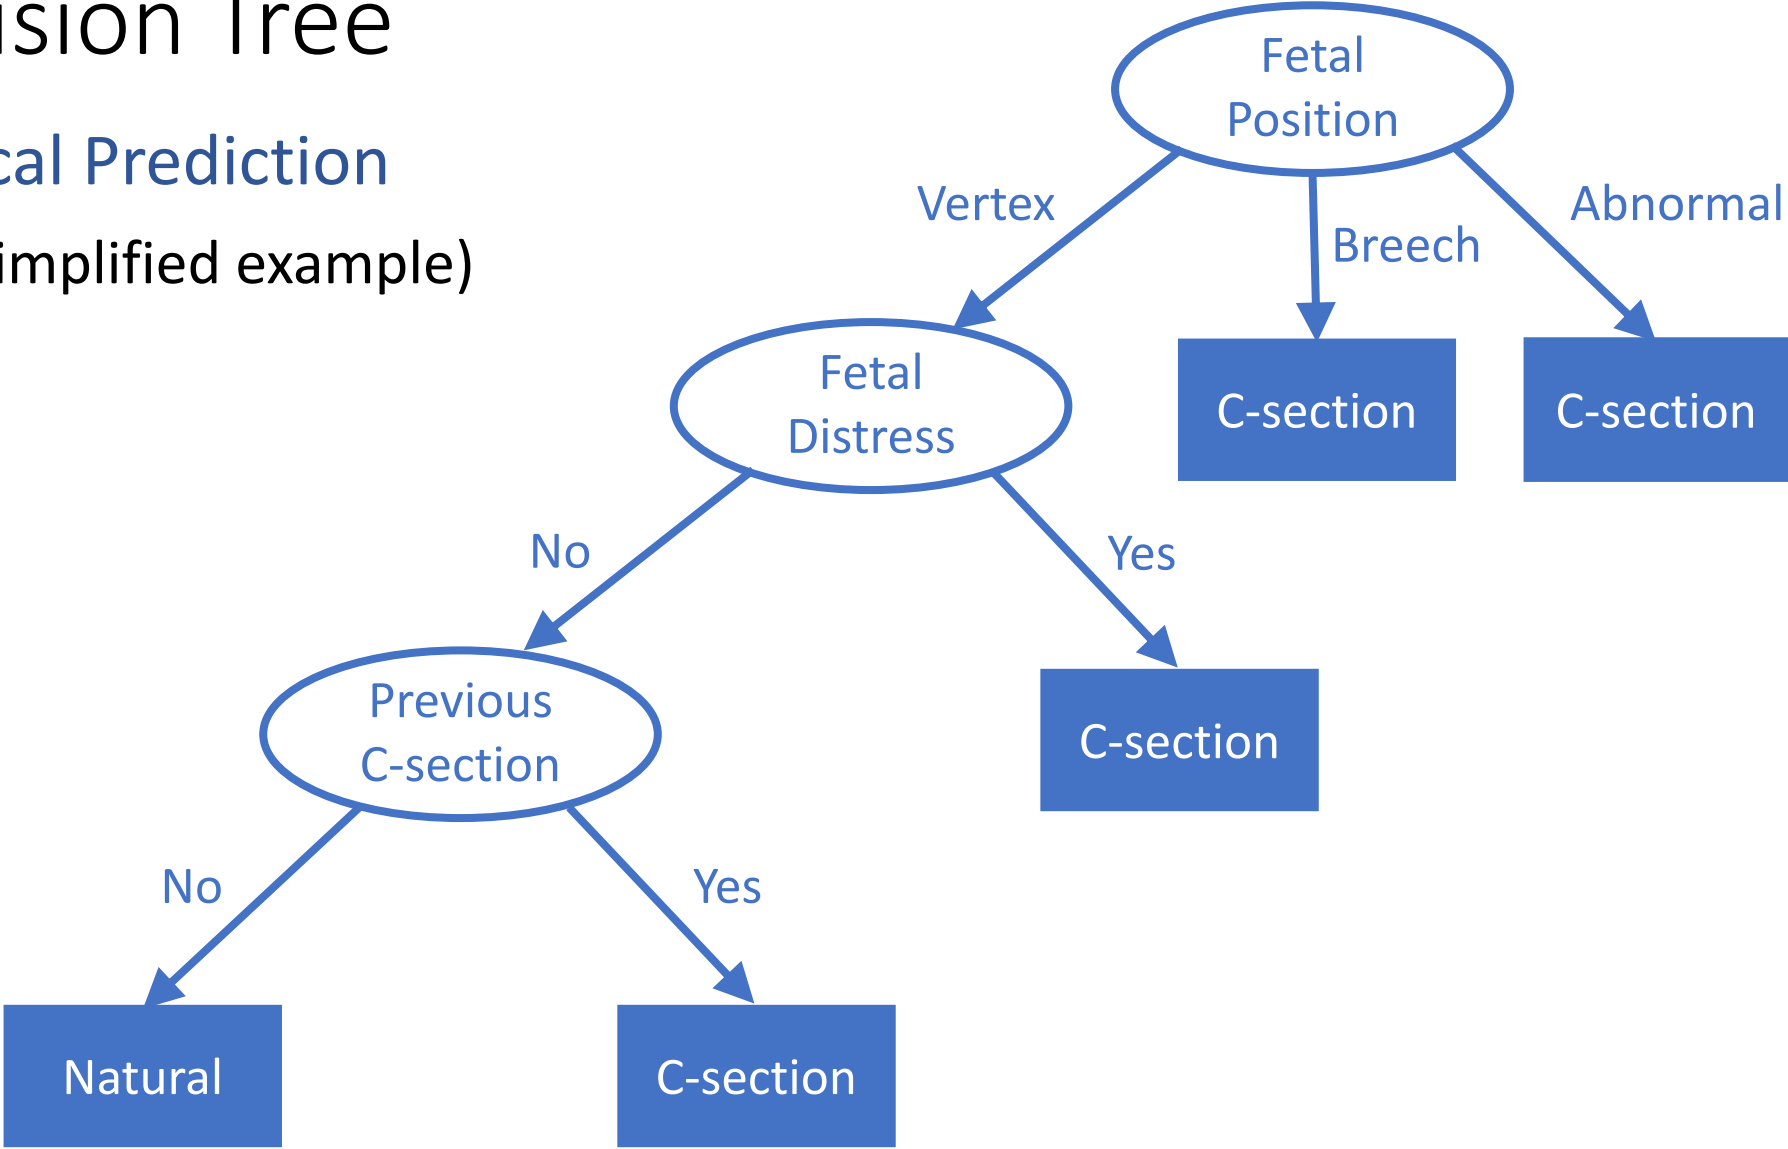 ision Tree
cal Prediction
implified example)
Fetal
Position
Vertex
Breech
Abnormal
Fetal
Distress
C-section
C-section
No
Yes
Previous
C-section
C-section
No
Yes
Natural
C-section